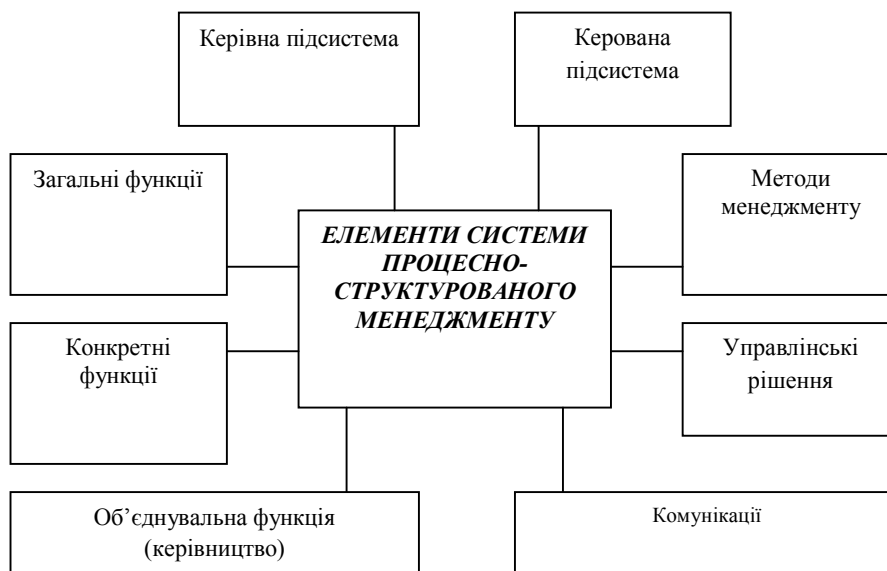 Керівна підсистема
Керована
підсистема
Загальні функції
Методи
менеджменту
ЕЛЕМЕНТИ СИСТЕМИ
ПРОЦЕСНО-
СТРУКТУРОВАНОГО
МЕНЕДЖМЕНТУ
Конкретні
функції
Управлінські
рішення
Об’єднувальна функція
(керівництво)
Комунікації